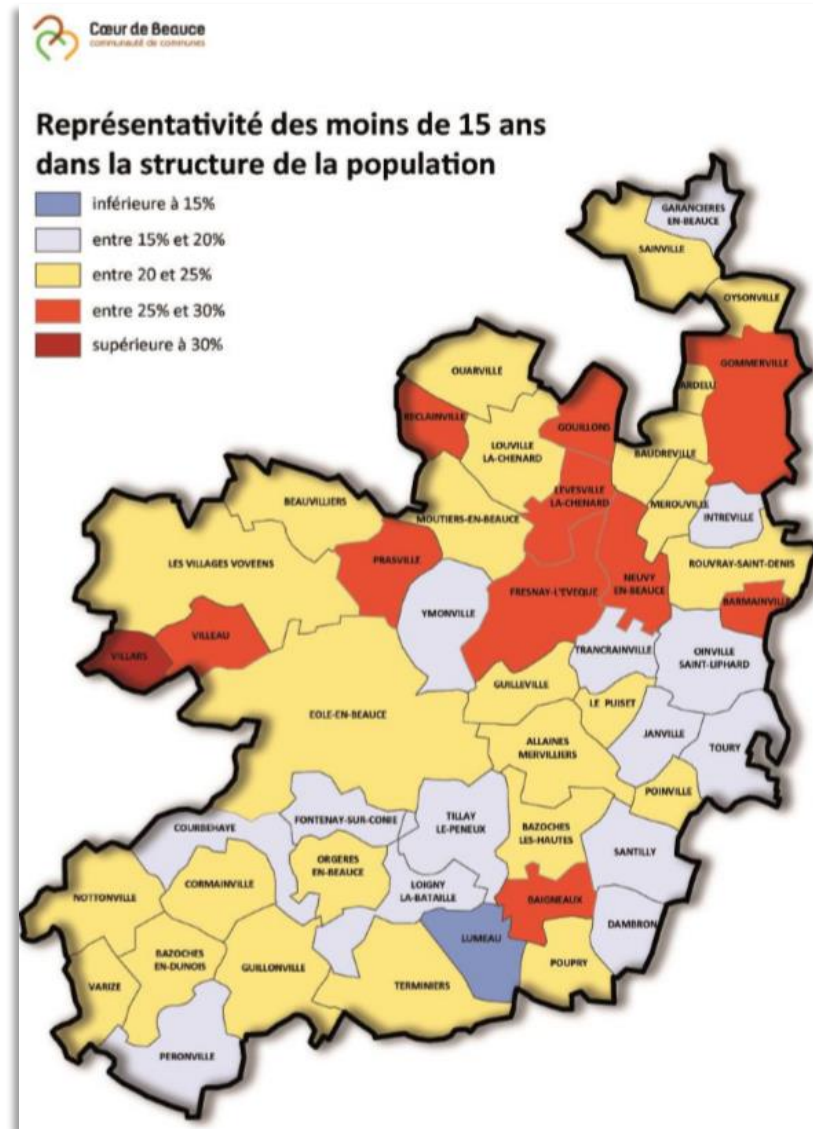 Cœur de Beauce
communauté de communes
Représentativité des moins de 15 ans
dans la structure de la population
inférieure à 15%
entre 15% et 20%
entre 20 et 25%
entre 25% et 30%
supérieure à 30%
GARANCIERES
EN-BEAUCE
SAINVILLE
OYSONVILLE
GOMMERVILLE
ARDELU
OUARVILLE
RECLAINVILLE
GOUILLONS
LOUVILLE
LA-CHENARD
BAUDREVILLE
LEVESVILLE
LA-CHENARD
MEROUVILLE
INTREVILLE
BEAUVILLIERS
MOUTIERS-EN-BEAUCE
PRASVILLE
LES VILLAGES VOVEENS
ROUVRAY-SAINT-DENIS
NEUVY
EN-BEAUCE
FRESNAY-L'EVEQUE
BARMAINVILLE
YMONVILLE
VILLEAU
VILLARS
TRANCRAINVILLE
OINVILLE
SAINT-LIPHARD
GUILLEVILLE
LE PUISET
EOLE-EN-BEAUCE
JANVILLE
ALLAINES
MERVILLIERS
TOURY
POINVILLE
COURBEHAYE
FONTENAY-SUR-CONIE
TILLAY
LE-PENEUX
BAZOCHES
LES-HAUTES
SANTILLY
ORGERES
EN-BEAUCE
LOIGNY
LA-BATAILLE
CORMAINVILLE
NOTTONVILLE
BAIGNEAUX
DAMBRON
LUMEAU
BAZOCHES
EN-DUNOIS
GUILLONVILLE
POUPRY
VARIZE
TERMINIERS
PERONVILLE